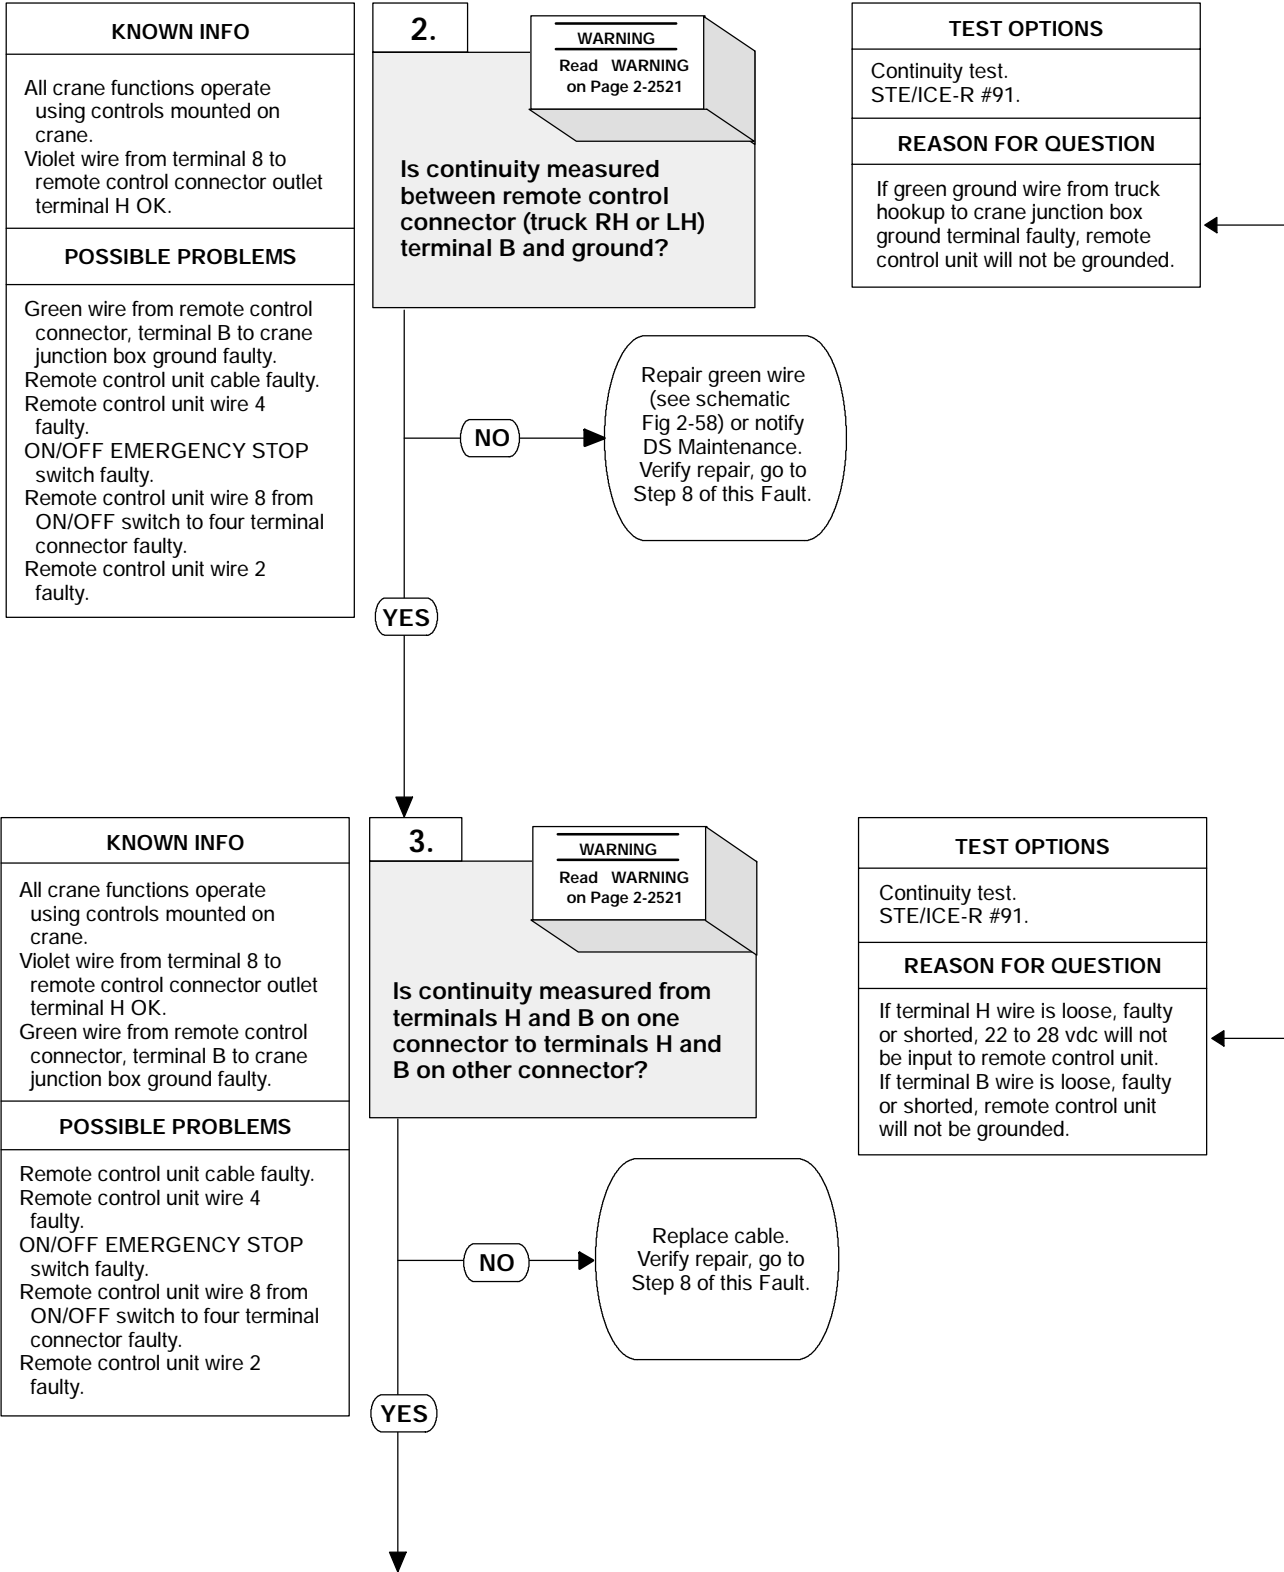 KNOWN INFO
All crane functions operate
using controls mounted on
crane.
Violet wire from terminal 8 to
remote control connector outlet
terminal H OK.
POSSIBLE PROBLEMS
Green wire from remote control
connector, terminal B to crane
junction box ground faulty.
Remote control unit cable faulty.
Remote control unit wire 4
faulty.
ON/OFF EMERGENCY STOP
switch faulty.
Remote control unit wire 8 from
ON/OFF switch to four terminal
connector faulty.
Remote control unit wire 2
faulty.
2.
WARNING
Read WARNING
on Page 2-2521
Is continuity measured
between remote control
connector (truck RH or LH)
terminal B and ground?
TEST OPTIONS
Continuity test.
STE/ICE-R #91.
REASON FOR QUESTION
If green ground wire from truck
hookup to crane junction box
ground terminal faulty, remote
control unit will not be grounded.
NO
Repair green wire
(see schematic
Fig 2-58) or notify
DS Maintenance.
Verify repair, go to
Step 8 of this Fault.
YES
KNOWN INFO
All crane functions operate
using controls mounted on
crane.
Violet wire from terminal 8 to
remote control connector outlet
terminal H OK.
Green wire from remote control
connector, terminal B to crane
junction box ground faulty.
POSSIBLE PROBLEMS
Remote control unit cable faulty.
Remote control unit wire 4
faulty.
ON/OFF EMERGENCY STOP
switch faulty.
Remote control unit wire 8 from
ON/OFF switch to four terminal
connector faulty.
Remote control unit wire 2
faulty.
3.
WARNING
Read WARNING
on Page 2-2521
Is continuity measured from
terminals H and B on one
connector to terminals H and
B on other connector?
TEST OPTIONS
Continuity test.
STE/ICE-R #91.
REASON FOR QUESTION
If terminal H wire is loose, faulty
or shorted, 22 to 28 vdc will not
be input to remote control unit.
If terminal B wire is loose, faulty
or shorted, remote control unit
will not be grounded.
NO
Replace cable.
Verify repair, go to
Step 8 of this Fault.
YES